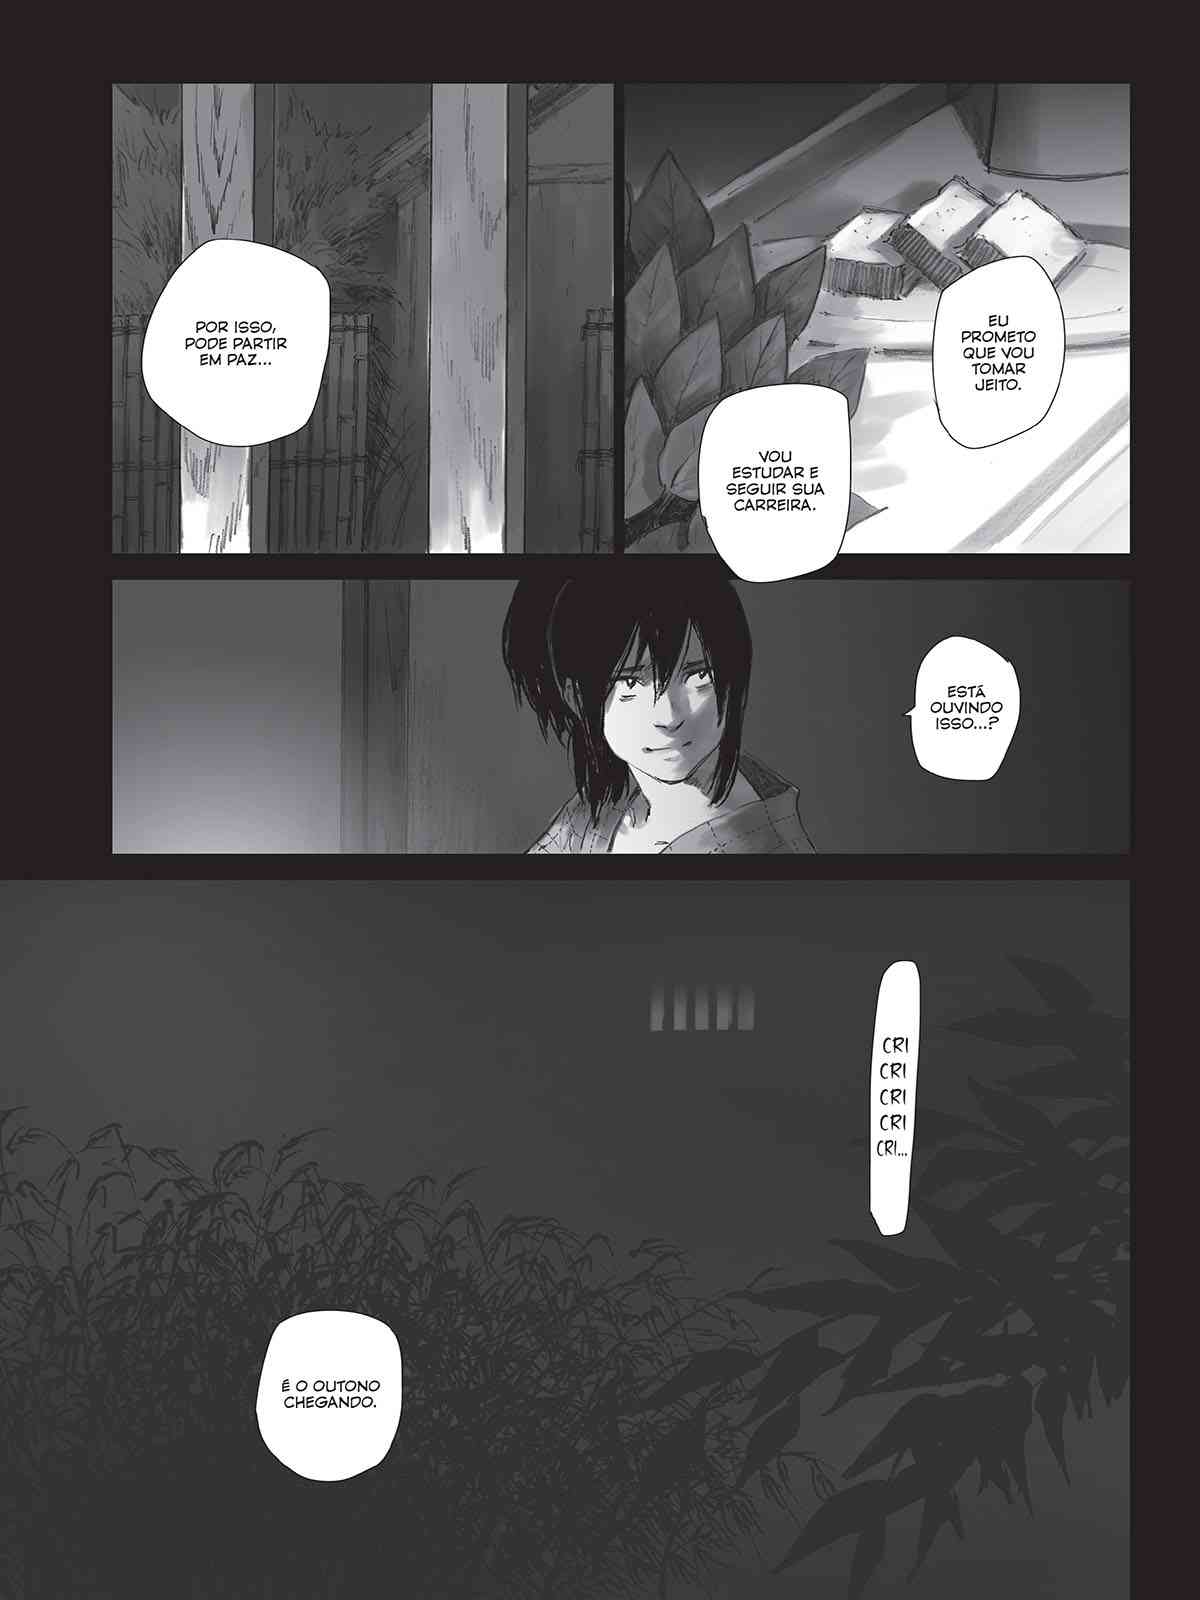 EU
PROMETO
QUE VOU
TOMAR
JEITO.
VOU
ESTUDAR E
SEGUIR SUA
CARREIRA.
POR ISSO,
PODE PARTIR
EM PAZ...
ESTÁ
OUVINDO
ISSO...?
CRI
CRI
CRI
CRI
CRI...
É O OUTONO
CHEGANDO.